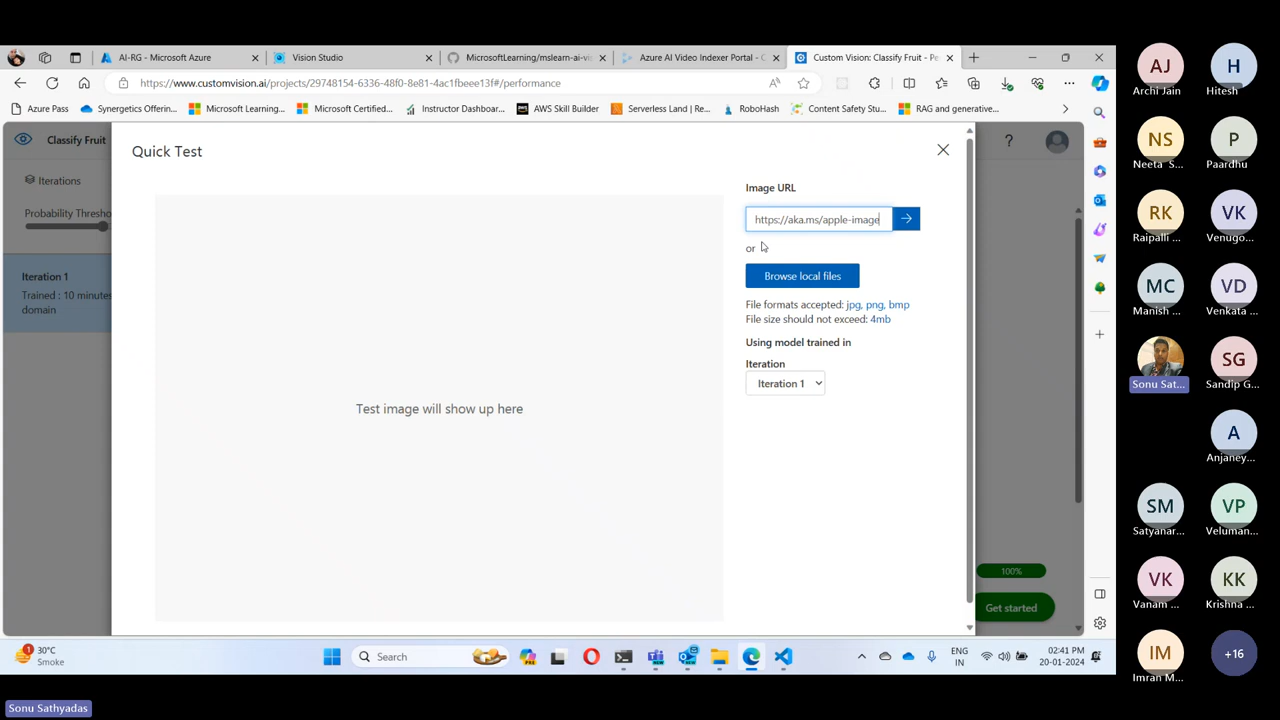 AI-RG - Microsoft Azure
Vision Studio
MicrosoftLearning/mslearn-ai-vis
Azure AI Video Indexer Portal - C
Custom Vision: Classify Fruit - Pe
https://www.customvision.ai/projects/29748154-6336-48f0-8e81-4ac1fbeee13f#/performance
Azure Pass
Synergetics Offerin...
Microsoft Learning...
Microsoft Certified...
Instructor Dashboar...
AWS Skill Builder
Serverless Land | Re...
RoboHash
Content Safety Stu...
RAG and generative...
Classify Fruit
?
Iterations
Probability Thresho
Iteration 1
Trained : 10 minutes
domain
Quick Test
Test image will show up here
Image URL
https://aka.ms/apple-image
or
Browse local files
File formats accepted: jpg, png, bmp
File size should not exceed: 4mb
Using model trained in
Iteration
Iteration 1
100%
Get started
1
30°C
Smoke
Search
ENG
IN
02:41 PM
20-01-2024
Sonu Sathyadas
AJ
Archi Jain
H
Hitesh
NS
Neeta S...
P
Paardhu
RK
Raipalli ...
VK
Venugo...
MC
Manish ...
VD
Venkata ...
Sonu Sat...
SG
Sandip G...
A
Anjaney...
SM
Satyanar...
VP
Veluman...
VK
Vanam ...
KK
Krishna ...
IM
Imran M...
+16